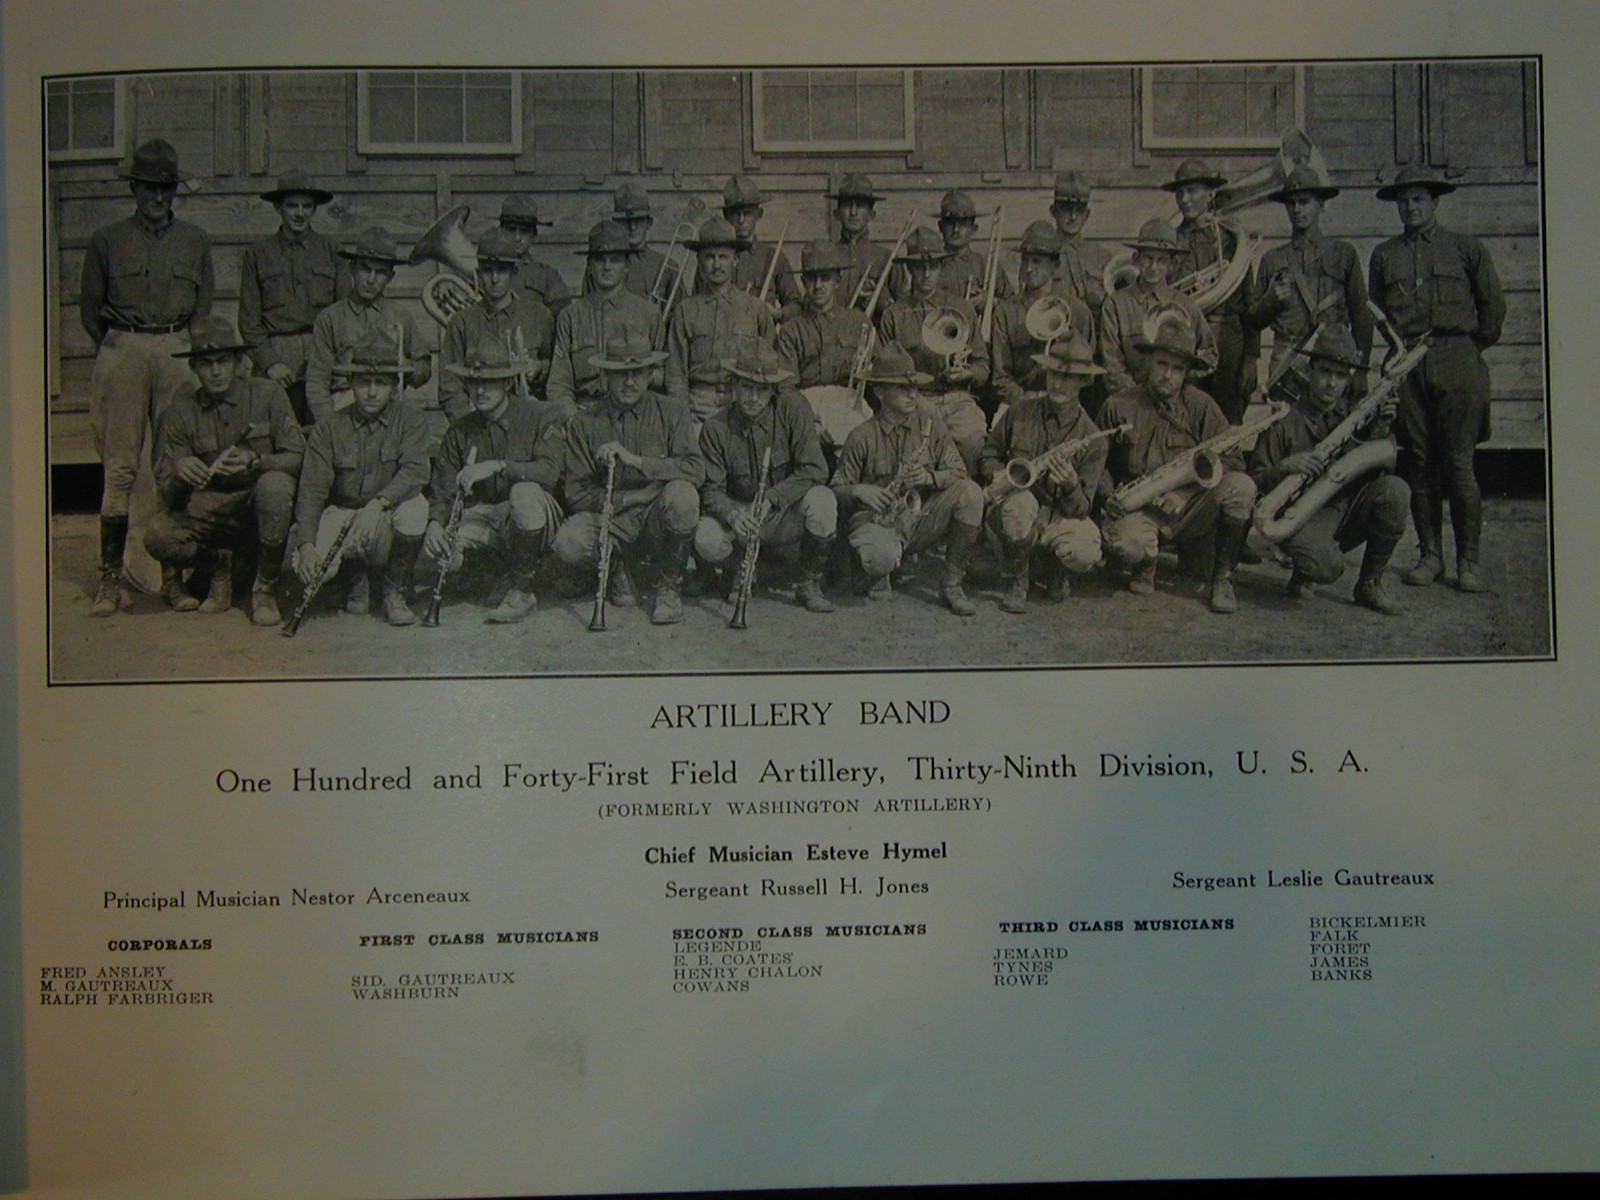 ARTILLERY BAND
One Hundred and Forty-First Field Artillery, Thirty-Ninth Division, U. S. A.
(FORMERLY WASHINGTON ARTILLERY)
Chief Musician Esteve Hymel
Principal Musician Nestor Arceneaux
Sergeant Russell H. Jones
Sergeant Leslie Gautreaux
CORPORALS
FRED ANSLEY
M. GAUTREAUX
RALPH FARBRIGER
FIRST CLASS MUSICIANS
SID. GAUTREAUX
WASHBURN
SECOND CLASS MUSICIANS
LEGENDE
E. B. COATES
HENRY CHALON
COWANS
THIRD CLASS MUSICIANS
JEMARD
TYNES
ROWE
BICKELMIER
FALK
FORET
JAMES
BANKS